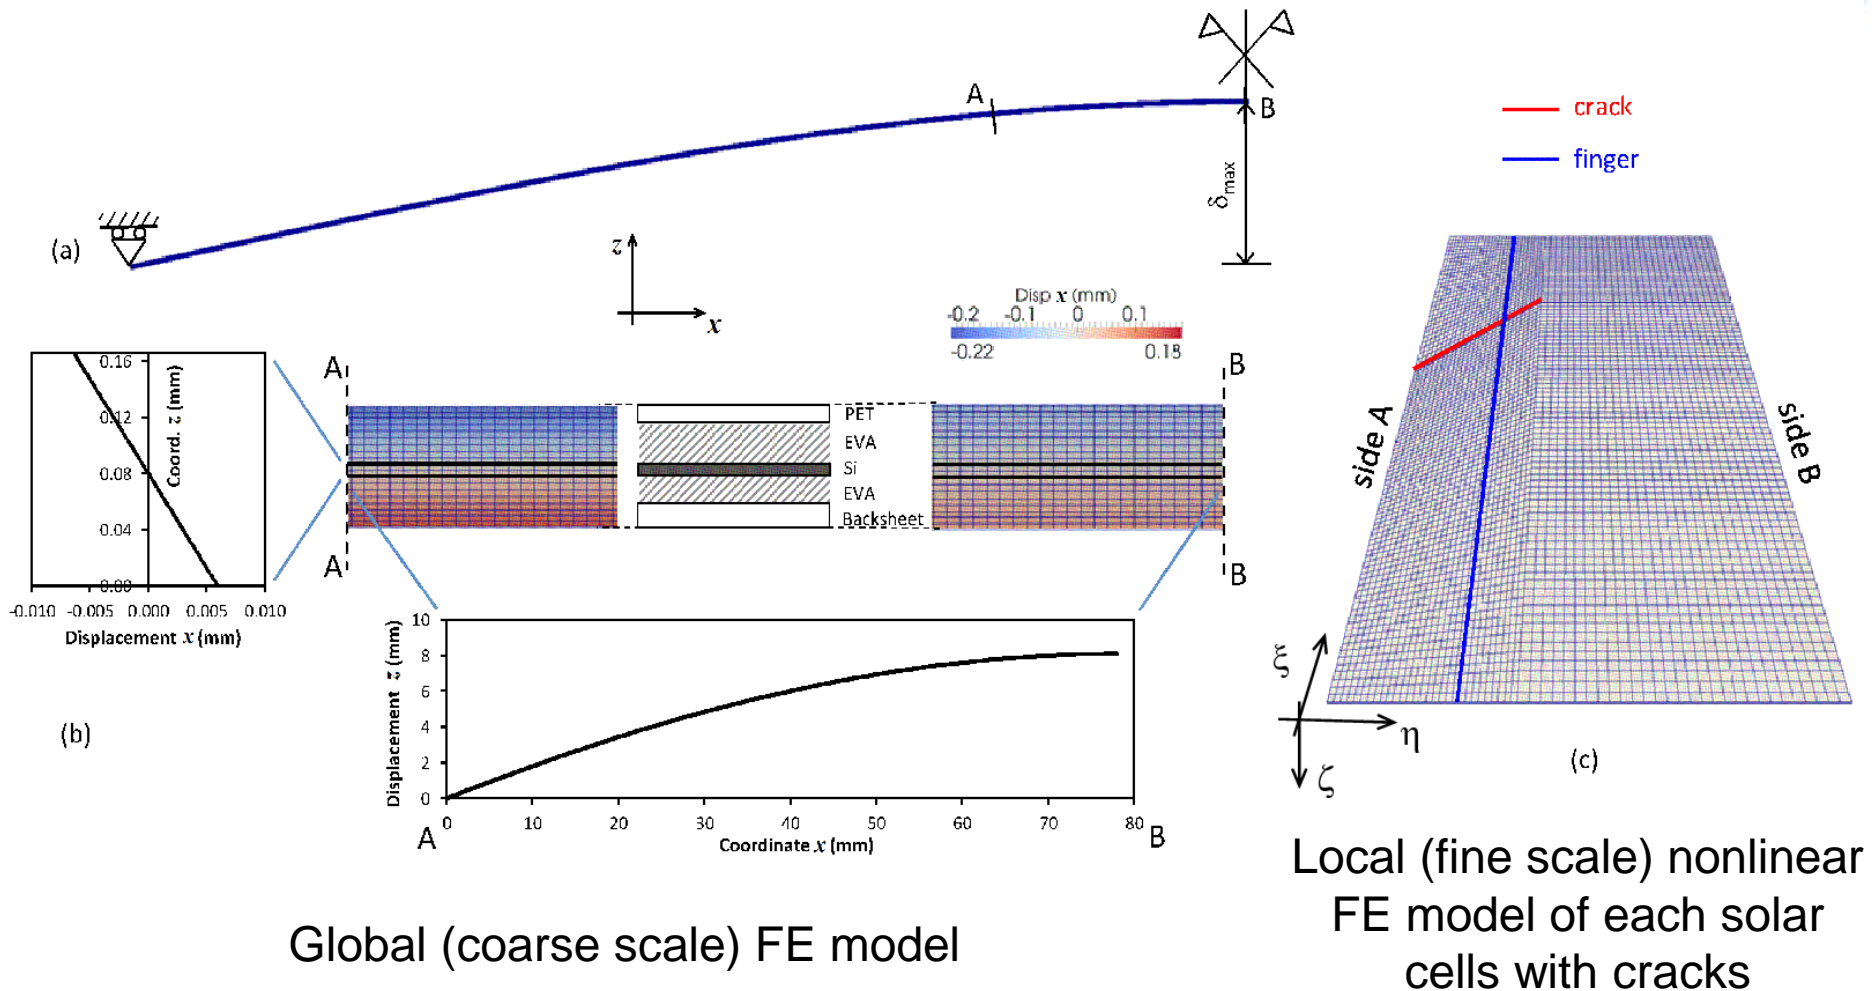 A
B
δmax
(a)
z
x
crack
finger
Disp x (mm)
-0.2 -0.1 0 0.1
-0.22 0.18
A B
PET
EVA
Si
EVA
Backsheet
A B
0.16
0.12
0.08
0.04
0.00
Coord. z (mm)
-0.010 -0.005 0.000 0.005 0.010
Displacement x (mm)
(b)
10
8
6
4
2
0
Displacement z (mm)
0 10 20 30 40 50 60 70 80
A B
Coordinate x (mm)
side A
side B
ξ
η
ζ
(c)
Global (coarse scale) FE model
Local (fine scale) nonlinear
FE model of each solar
cells with cracks